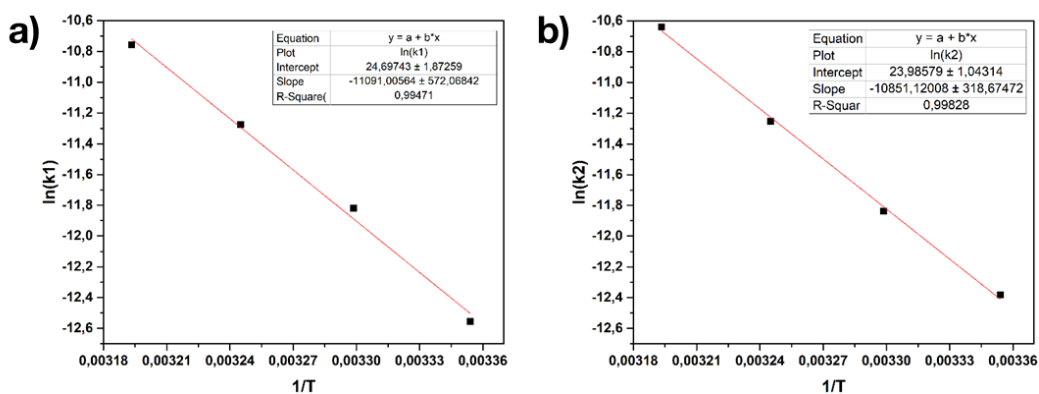 a)
-10,6
-10,8
-11,0
-11,2
-11,4
-11,6
-11,8
-12,0
-12,2
-12,4
-12,6
ln(k1)
Equation y = a + b*x
Plot ln(k1)
Intercept 24,69743 ± 1,87259
Slope -11091,00564 ± 572,06842
R-Square( 0,99471
0,00318 0,00321 0,00324 0,00327 0,00330 0,00333 0,00336
1/T
b)
-10,6
-10,8
-11,0
-11,2
-11,4
-11,6
-11,8
-12,0
-12,2
-12,4
-12,6
ln(k2)
Equation y = a + b*x
Plot ln(k2)
Intercept 23,98579 ± 1,04314
Slope -10851,12008 ± 318,67472
R-Squar 0,99828
0,00318 0,00321 0,00324 0,00327 0,00330 0,00333 0,00336
1/T